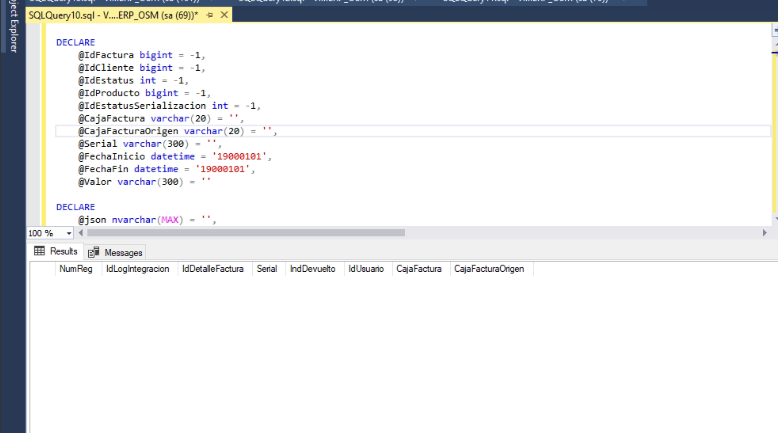 SQLQuery10.sql - V...ERP_OSM (sa (69))*
ject Explorer
DECLARE
@IdFactura bigint = -1,
@IdCliente bigint = -1,
@IdEstatus int = -1,
@IdProducto bigint = -1,
@IdEstatusSerializacion int = -1,
@CajaFactura varchar(20) = '',
@CajaFacturaOrigen varchar(20) = '',
@Serial varchar(300) = '',
@FechaInicio datetime = '19000101',
@FechaFin datetime = '19000101',
@Valor varchar(300) = ''
DECLARE
@json nvarchar(MAX) = '',
100 %
Results Messages
NumReg IdLogIntegracion IdDetalleFactura Serial IndDevuelto IdUsuario CajaFactura CajaFacturaOrigen